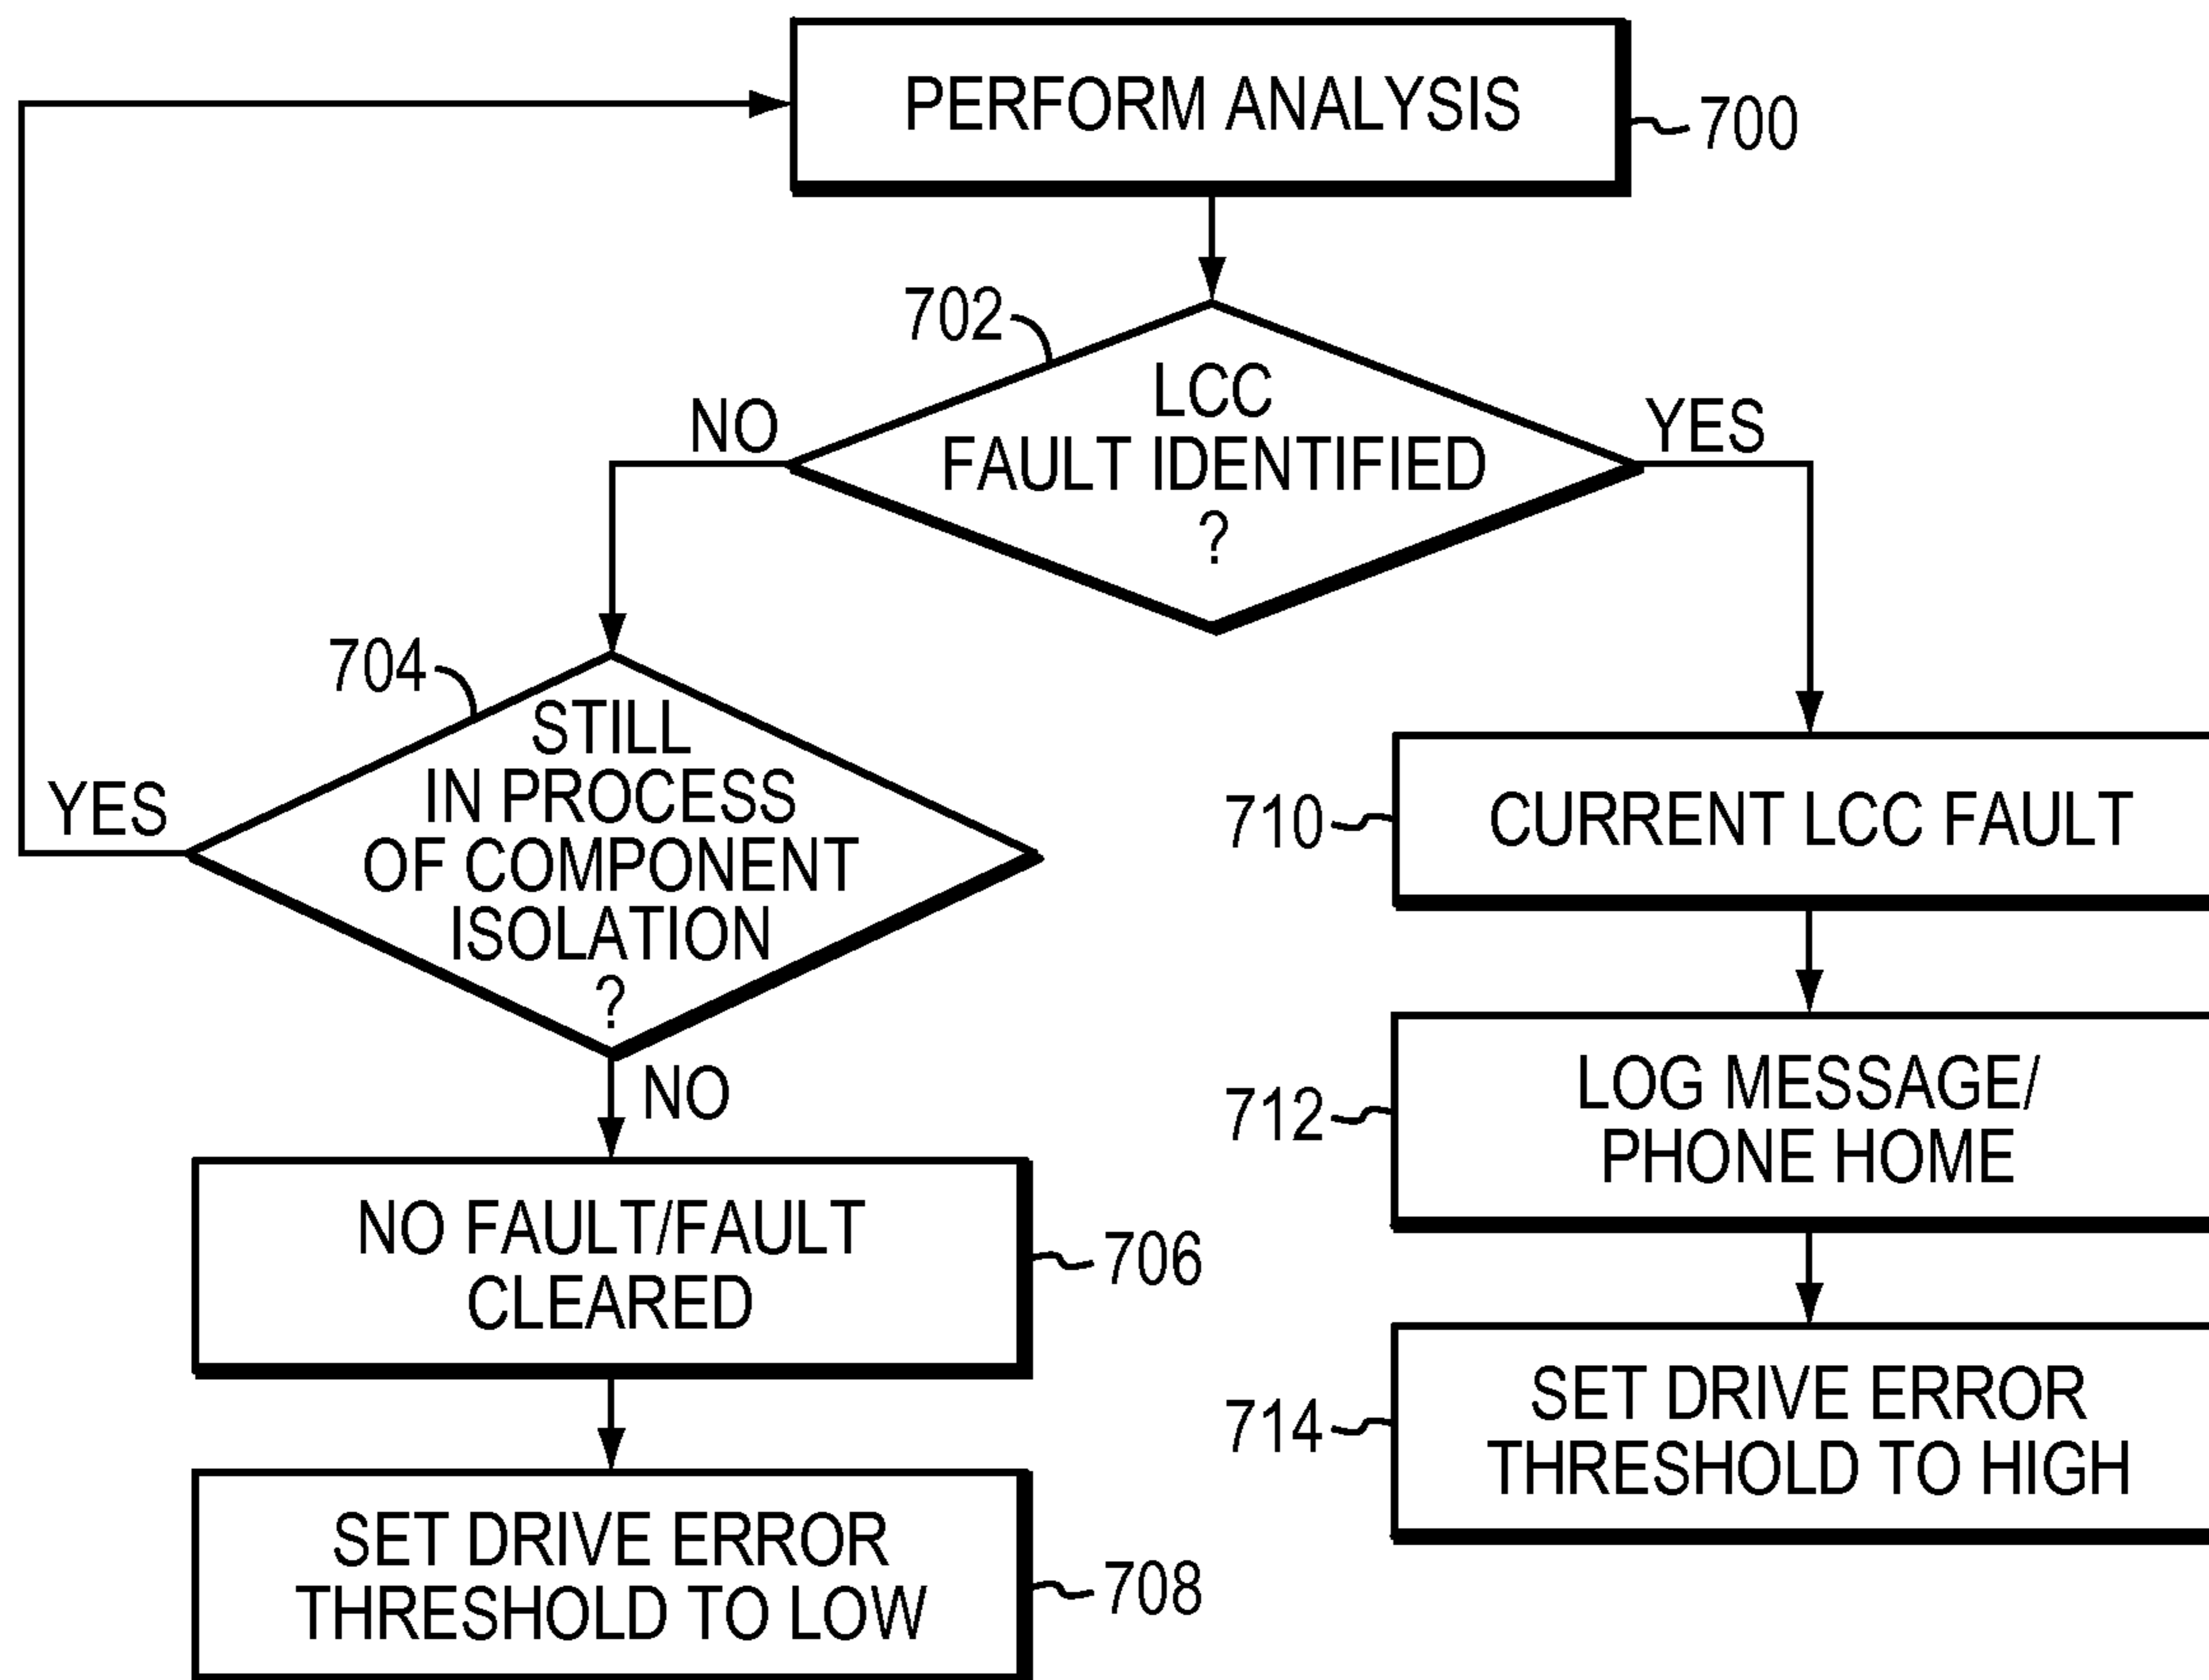 PERFORM ANALYSIS
700
702
LCC
FAULT IDENTIFIED
?
NO
YES
704
STILL
IN PROCESS
OF COMPONENT
ISOLATION
?
YES
NO
NO FAULT/FAULT
CLEARED
706
SET DRIVE ERROR
THRESHOLD TO LOW
708
710
CURRENT LCC FAULT
712
LOG MESSAGE/
PHONE HOME
714
SET DRIVE ERROR
THRESHOLD TO HIGH